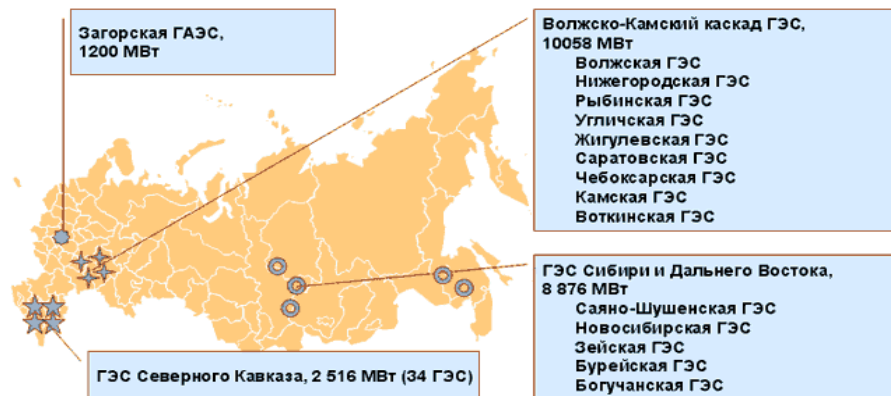 Загорская ГАЭС,
1200 МВт
Волжско-Камский каскад ГЭС,
10058 МВт
Волжская ГЭС
Нижегородская ГЭС
Рыбинская ГЭС
Угличская ГЭС
Жигулевская ГЭС
Саратовская ГЭС
Чебоксарская ГЭС
Камская ГЭС
Воткинская ГЭС
ГЭС Сибири и Дальнего Востока,
8 876 МВт
Саяно-Шушенская ГЭС
Новосибирская ГЭС
Зейская ГЭС
Бурейская ГЭС
Богучанская ГЭС
ГЭС Северного Кавказа, 2 516 МВт (34 ГЭС)